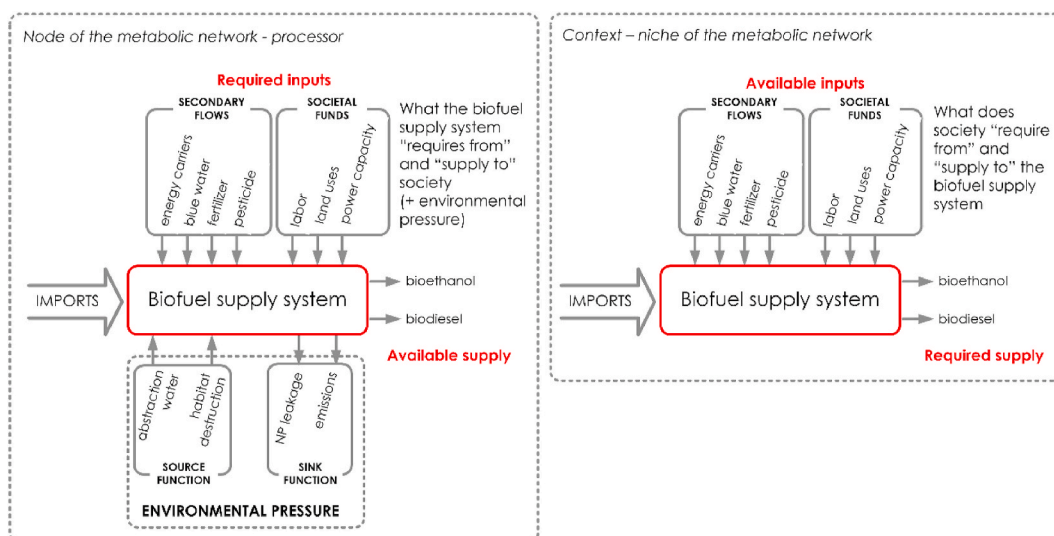 Node of the metabolic network - processor
Required inputs
SECONDARY
FLOWS
SOCIETAL
FUNDS
energy carriers
blue water
fertilizer
pesticide
labor
land uses
power capacity
What the biofuel
supply system
“requires from”
and “supply to”
society
(+ environmental
pressure)
IMPORTS
Biofuel supply system
bioethanol
biodiesel
Available supply
abstraction
water
habitat
destruction
NP leakage
emissions
SOURCE
FUNCTION
SINK
FUNCTION
ENVIRONMENTAL PRESSURE
Context – niche of the metabolic network
Available inputs
SECONDARY
FLOWS
SOCIETAL
FUNDS
energy carriers
blue water
fertilizer
pesticide
labor
land uses
power capacity
What does
society “require
from” and
“supply to” the
biofuel supply
system
IMPORTS
Biofuel supply system
bioethanol
biodiesel
Required supply